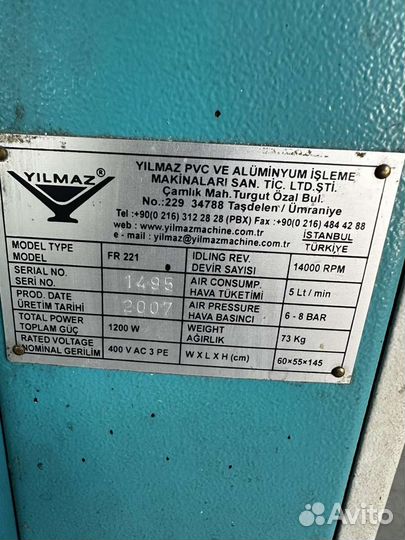 YILMAZ
YILMAZ PVC VE ALÜMİNYUM İŞLEME
MAKİNALARI SAN. TİC. LTD.ŞTİ.
Çamlık Mah.Turgut Özal Bul.
No.:229 34788 Taşdelen / Ümraniye
Tel :+90(0 216) 312 28 28 (PBX) Fax :+90(0 216) 484 42 88
web : www.yilmazmachine.com.tr
e - mail : yilmaz@yilmazmachine.com.tr
İSTANBUL
TÜRKİYE
MODEL TYPE
MODEL
FR 221
IDLING REV.
DEVİR SAYISI
14000 RPM
SERIAL NO.
SERİ NO.
1495
AIR CONSUMP.
HAVA TÜKETİMİ
5 Lt / min
PROD. DATE
ÜRETİM TARİHİ
2007
AIR PRESSURE
HAVA BASINCI
6 - 8 BAR
TOTAL POWER
TOPLAM GÜÇ
1200 W
WEIGHT
AĞIRLIK
73 Kg
RATED VOLTAGE
NOMİNAL GERİLİM
400 V AC 3 PE
W X L X H (cm)
60×55×145
Avito